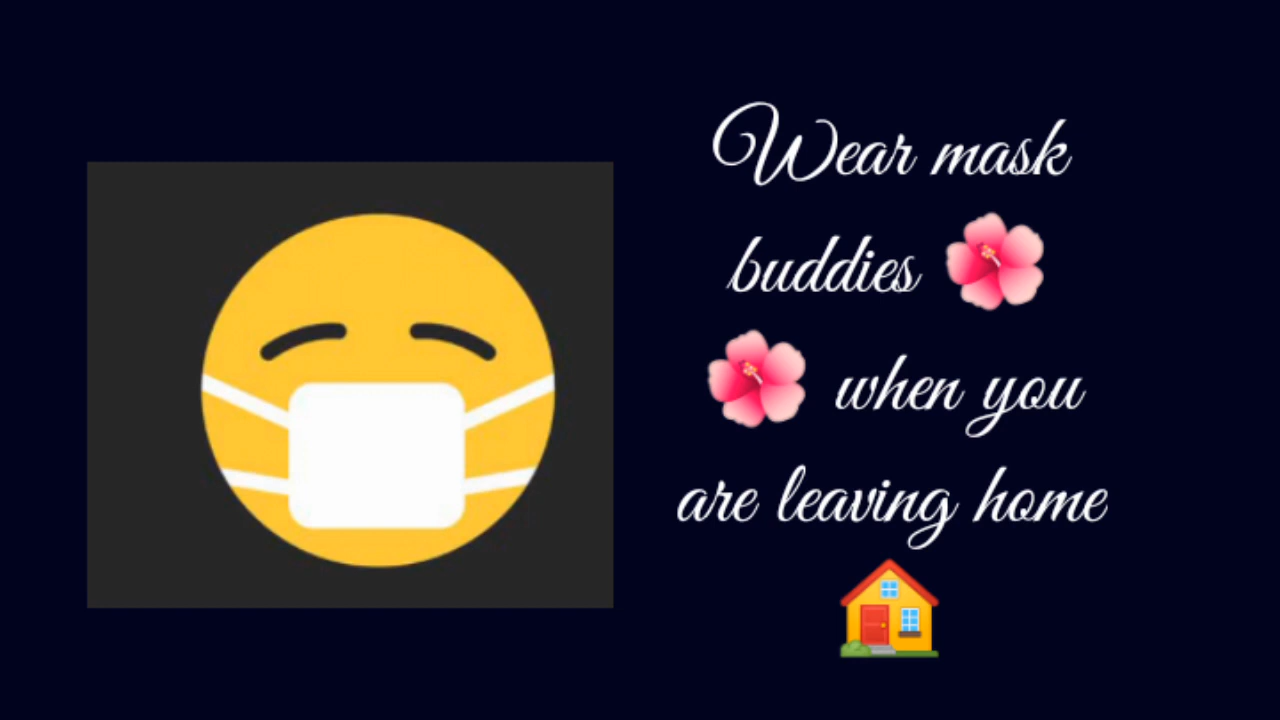 Wear mask
buddies 🌺
🌺 when you
are leaving home
🏠